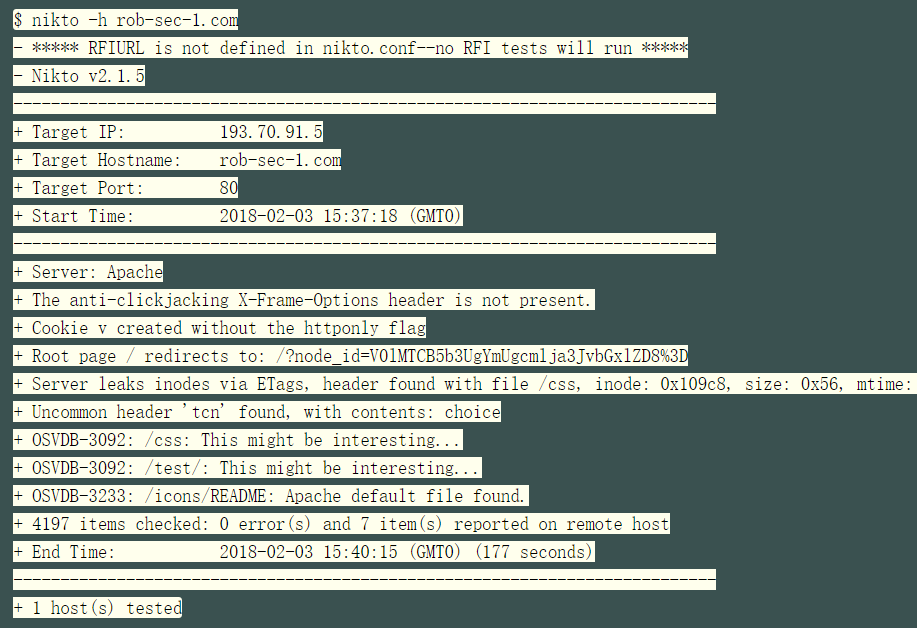 $ nikto -h rob-sec-1.com
- ***** RFIURL is not defined in nikto.conf--no RFI tests will run *****
- Nikto v2.1.5
---------------------------------------------------------------------------
+ Target IP:          193.70.91.5
+ Target Hostname:    rob-sec-1.com
+ Target Port:        80
+ Start Time:         2018-02-03 15:37:18 (GMT0)
---------------------------------------------------------------------------
+ Server: Apache
+ The anti-clickjacking X-Frame-Options header is not present.
+ Cookie v created without the httponly flag
+ Root page / redirects to: /?node_id=V0lMTCB5b3UgYmUgcmlja3JvbGxlZD8%3D
+ Server leaks inodes via ETags, header found with file /css, inode: 0x109c8, size: 0x56, mtime:
+ Uncommon header 'tcn' found, with contents: choice
+ OSVDB-3092: /css: This might be interesting...
+ OSVDB-3092: /test/: This might be interesting...
+ OSVDB-3233: /icons/README: Apache default file found.
+ 4197 items checked: 0 error(s) and 7 item(s) reported on remote host
+ End Time:           2018-02-03 15:40:15 (GMT0) (177 seconds)
---------------------------------------------------------------------------
+ 1 host(s) tested